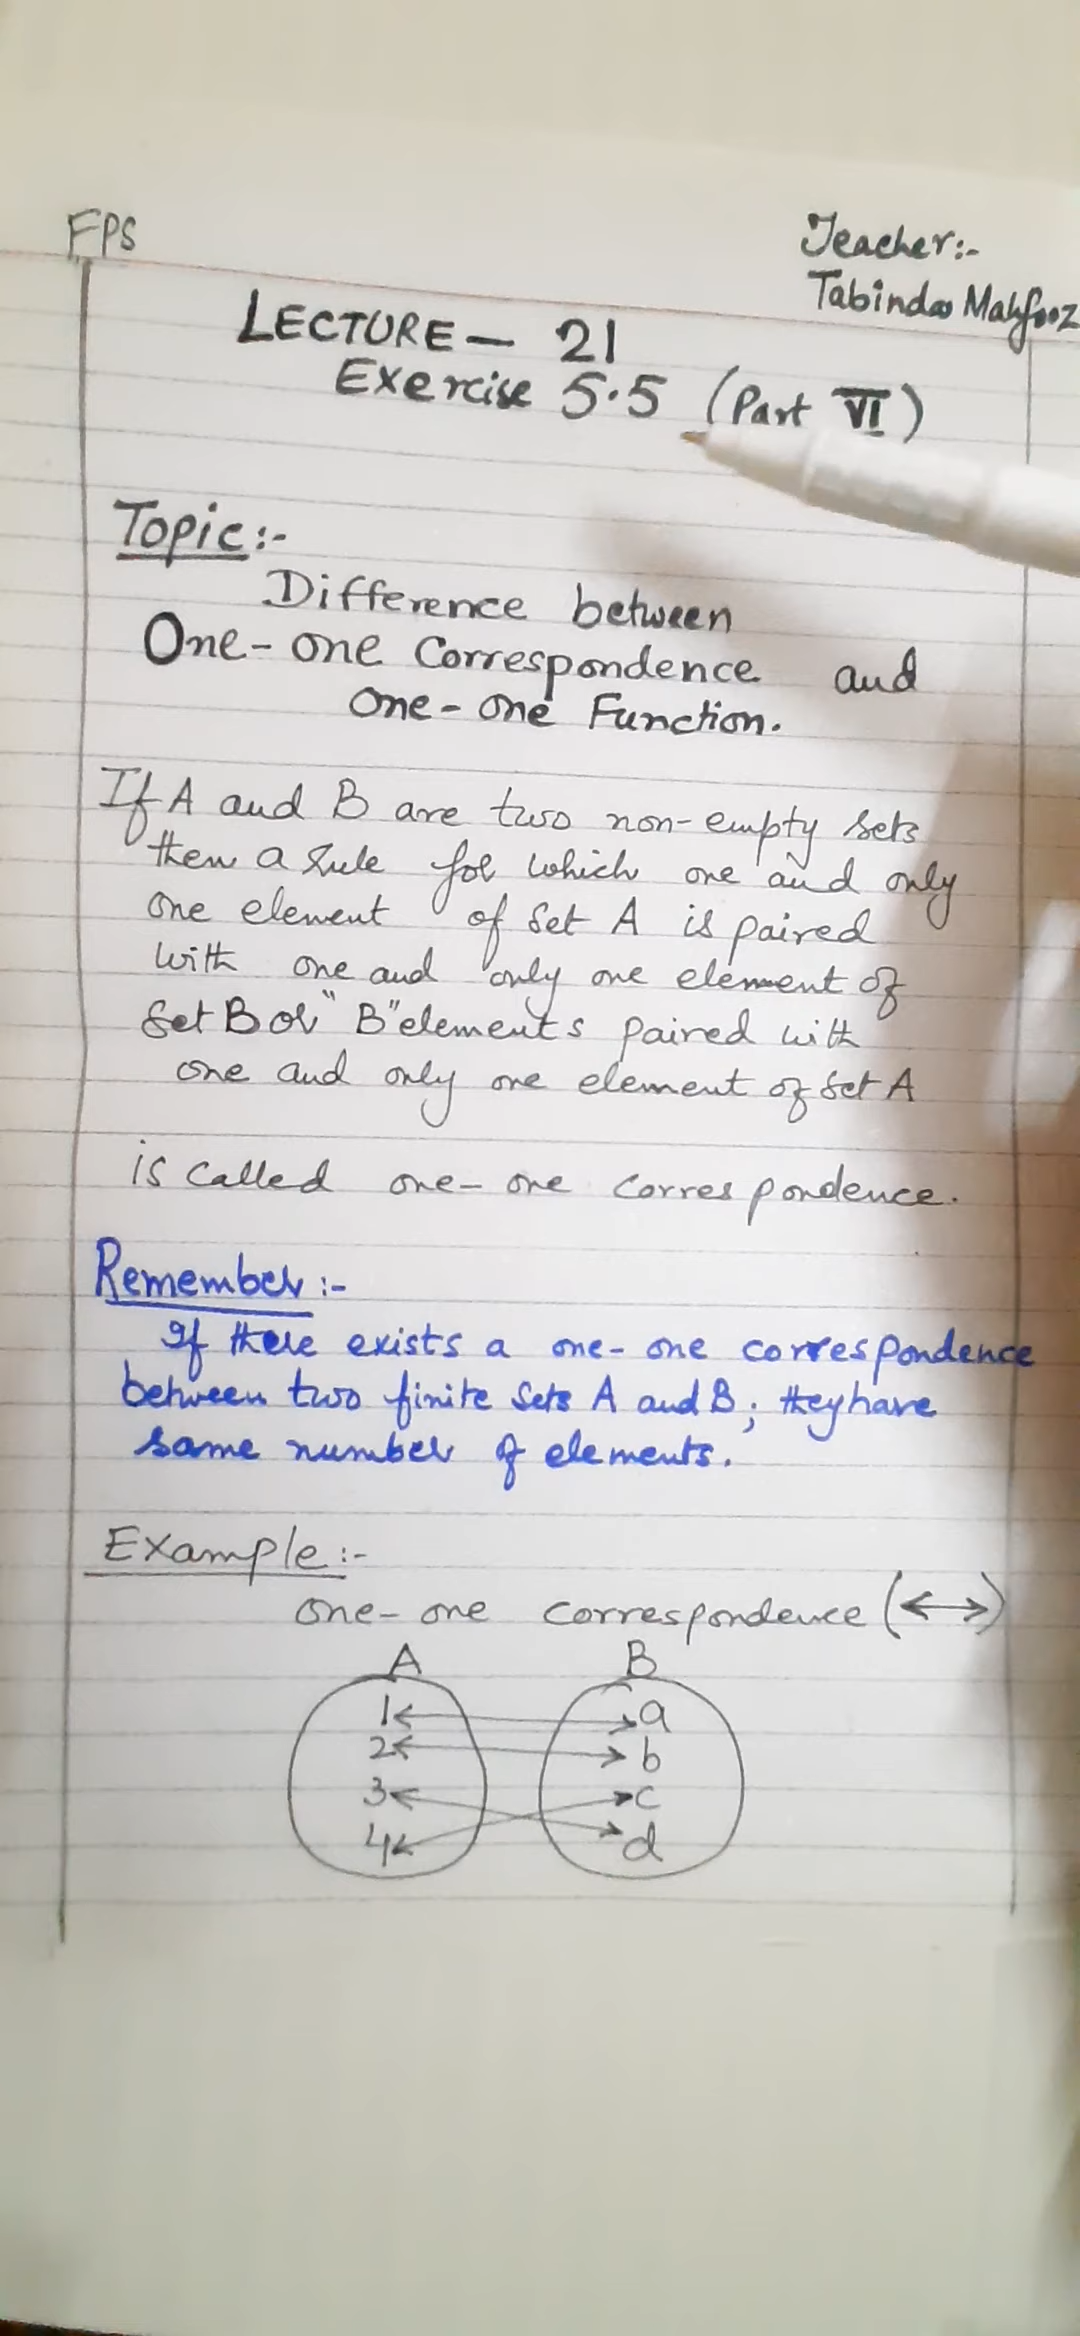 FPS
Teacher:-
Tabinda Mahfooz
LECTURE — 21
Exercise 5.5 (Part VI)
Topic:-
Difference between
One-one Correspondence and
one-one Function.
If A and B are two non-empty sets
then a rule for which one and only
one element of set A is paired
with one and only one element of
set B or "B" elements paired with
one and only one element of set A
is called one-one correspondence.
Remember:-
If there exists a one-one correspondence
between two finite sets A and B; they have
same number of elements.
Example:-
one-one correspondence (↔)
A B
1 a
2 b
3 c
4 d